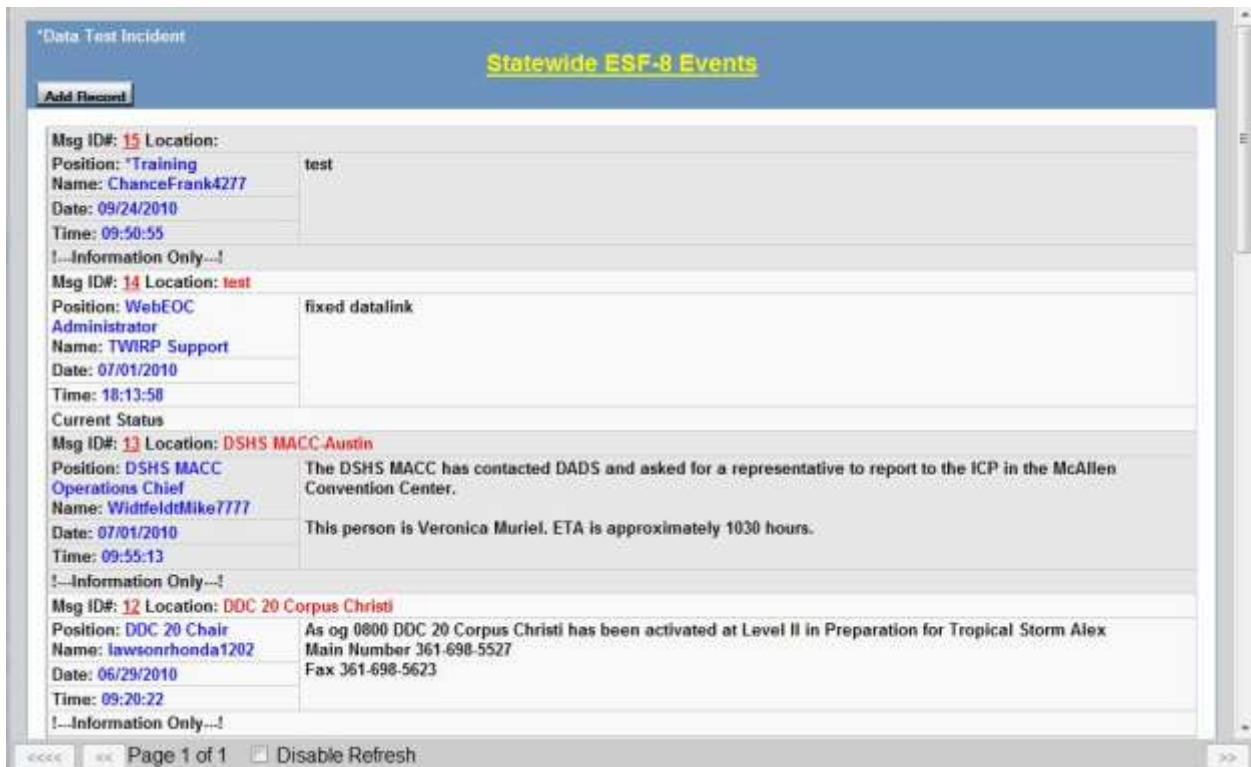 *Data Test Incident
Statewide ESF-8 Events
Add Record
Msg ID#: 15 Location:
Position: *Training
Name: ChanceFrank4277
Date: 09/24/2010
Time: 09:50:55
test
!---Information Only---!
Msg ID#: 14 Location: test
Position: WebEOC
Administrator
Name: TWIRP Support
Date: 07/01/2010
Time: 18:13:58
fixed datalink
Current Status
Msg ID#: 13 Location: DSHS MACC-Austin
Position: DSHS MACC
Operations Chief
Name: WidtfeldtMike7777
Date: 07/01/2010
Time: 09:55:13
The DSHS MACC has contacted DADS and asked for a representative to report to the ICP in the McAllen
Convention Center.
This person is Veronica Muriel. ETA is approximately 1030 hours.
!---Information Only---!
Msg ID#: 12 Location: DDC 20 Corpus Christi
Position: DDC 20 Chair
Name: lawsonrhonda1202
Date: 06/29/2010
Time: 09:20:22
As og 0800 DDC 20 Corpus Christi has been activated at Level II in Preparation for Tropical Storm Alex
Main Number 361-698-5527
Fax 361-698-5623
!---Information Only---!
<<<< << Page 1 of 1 Disable Refresh >>